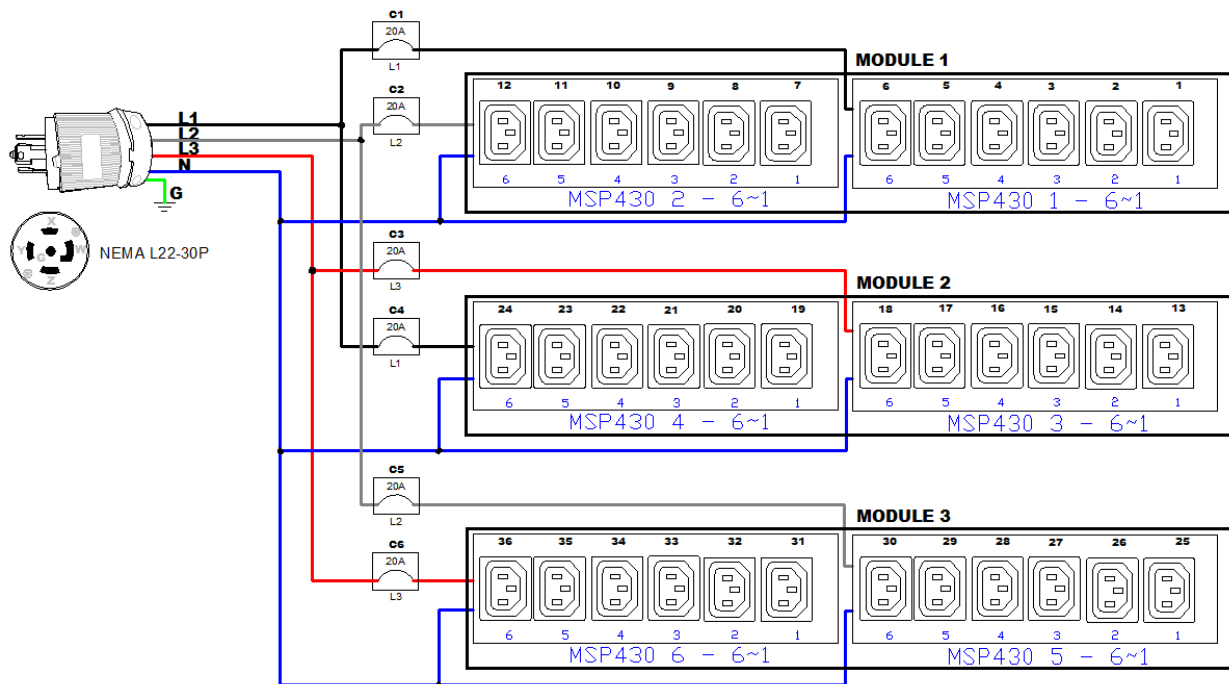 C1
20A
L1
MODULE 1
C2
20A
L2
12 11 10 9 8 7
6 5 4 3 2 1
6 5 4 3 2 1
MSP430 2 - 6~1
6 5 4 3 2 1
MSP430 1 - 6~1
L1
L2
L3
N
G
X
Y
W
G
Z
NEMA L22-30P
C3
20A
L3
MODULE 2
C4
20A
L1
24 23 22 21 20 19
18 17 16 15 14 13
6 5 4 3 2 1
MSP430 4 - 6~1
6 5 4 3 2 1
MSP430 3 - 6~1
C5
20A
L2
MODULE 3
C6
20A
L3
36 35 34 33 32 31
30 29 28 27 26 25
6 5 4 3 2 1
MSP430 6 - 6~1
6 5 4 3 2 1
MSP430 5 - 6~1